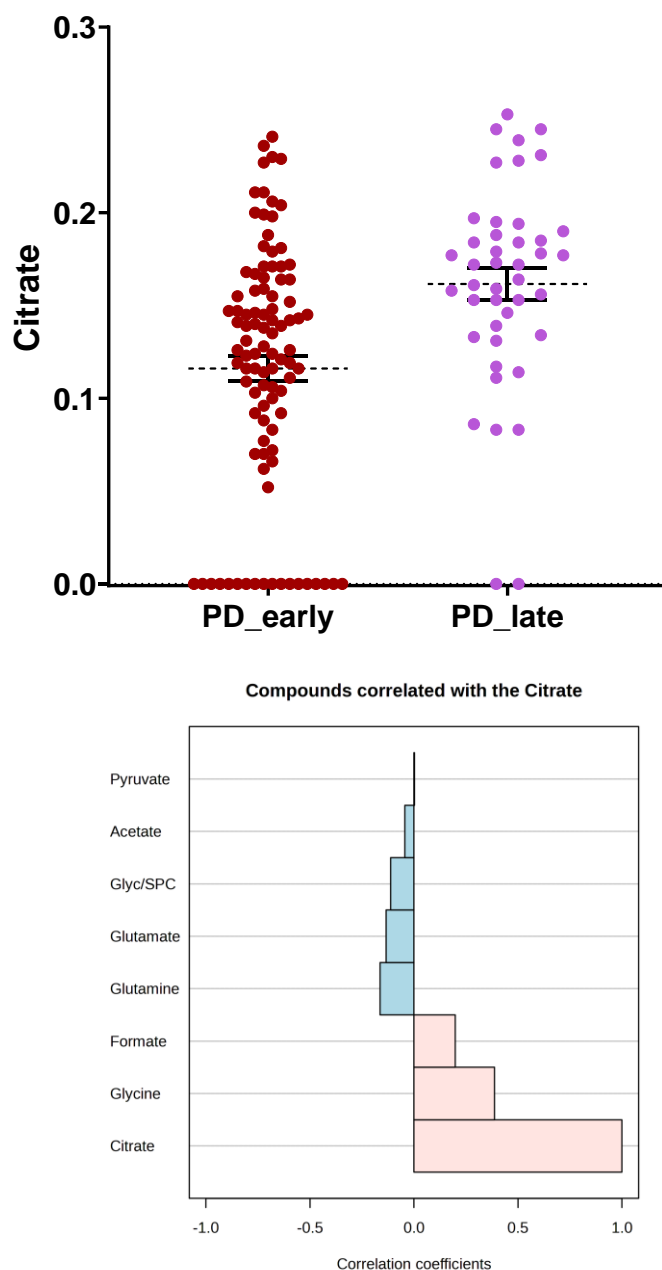 0.3
0.2
0.1
0.0
Citrate
PD_early PD_late
Compounds correlated with the Citrate
Pyruvate
Acetate
Glyc/SPC
Glutamate
Glutamine
Formate
Glycine
Citrate
-1.0 -0.5 0.0 0.5 1.0
Correlation coefficients